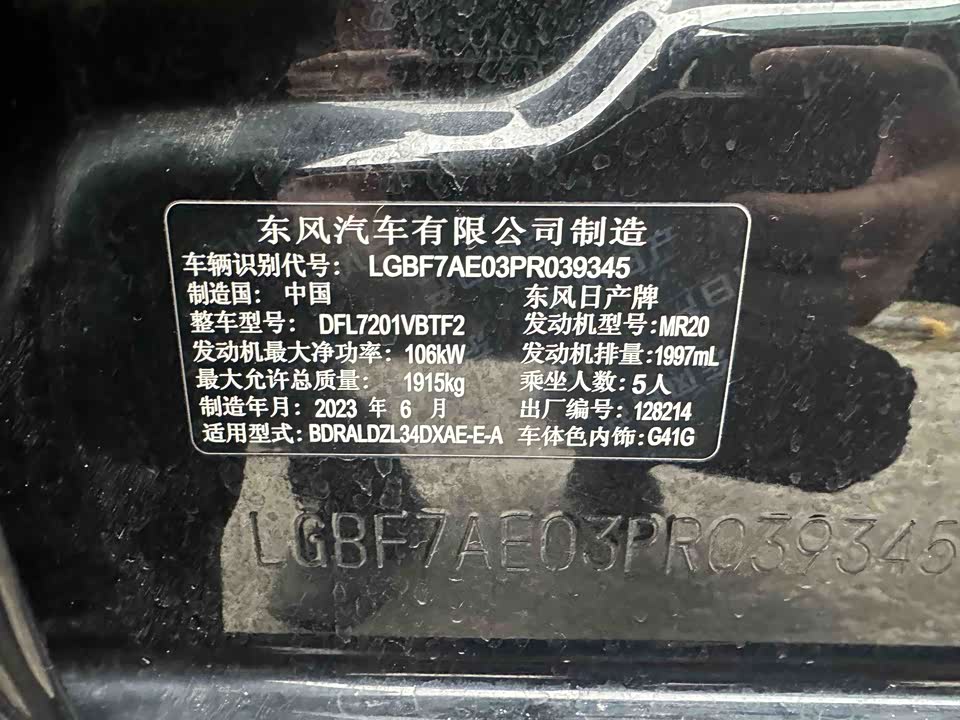 东风汽车有限公司制造
车辆识别代号： LGBF7AE03PR039345
制造国： 中国 东风日产牌
整车型号： DFL7201VBTF2 发动机型号：MR20
发动机最大净功率： 106kW 发动机排量：1997mL
最大允许总质量： 1915kg 乘坐人数：5人
制造年月： 2023 年 6 月 出厂编号：128214
适用型式：BDRALDZL34DXAE-E-A 车体色内饰：G41G
LGBF7AE03PR039345